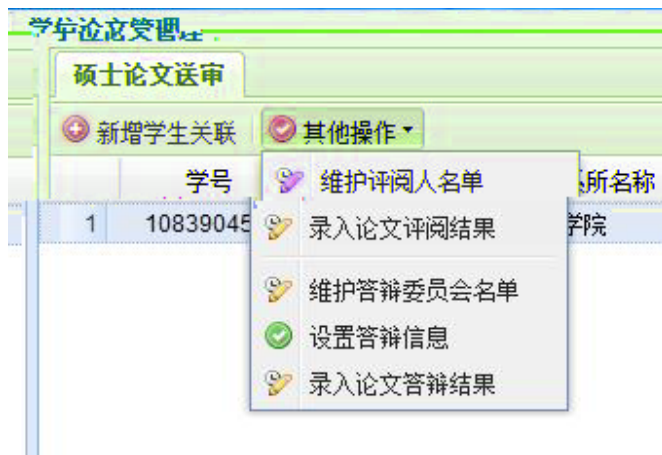 学位论文管理
硕士论文送审
新增学生关联 其他操作
学号 维护评阅人名单 所名称
1 10839045 录入论文评阅结果 学院
维护答辩委员会名单
设置答辩信息
录入论文答辩结果